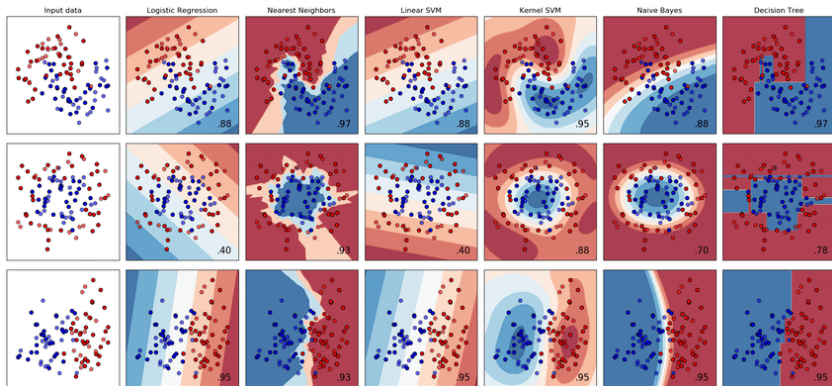 Input data Logistic Regression Nearest Neighbors Linear SVM Kernel SVM Naive Bayes Decision Tree
.88 .97 .88 .95 .88 .97
.40 .93 .40 .88 .70 .78
.95 .93 .95 .95 .95 .95